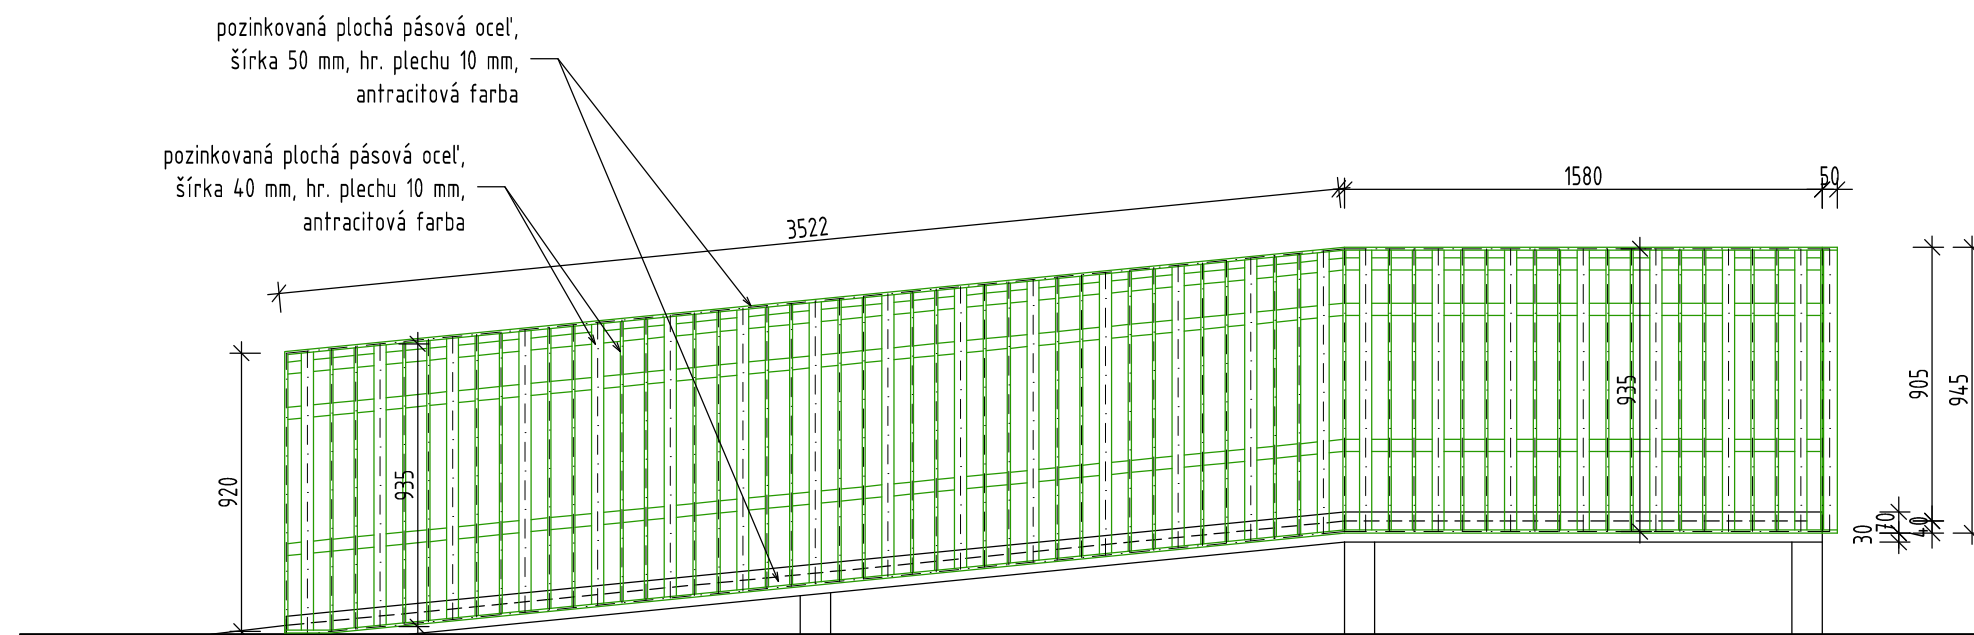 pozinkovaná plochá pásová oceľ,
šírka 50 mm, hr. plechu 10 mm,
antracitová farba
pozinkovaná plochá pásová oceľ,
šírka 40 mm, hr. plechu 10 mm,
antracitová farba
3522
1580
50
920
935
935
905
945
30
70
40